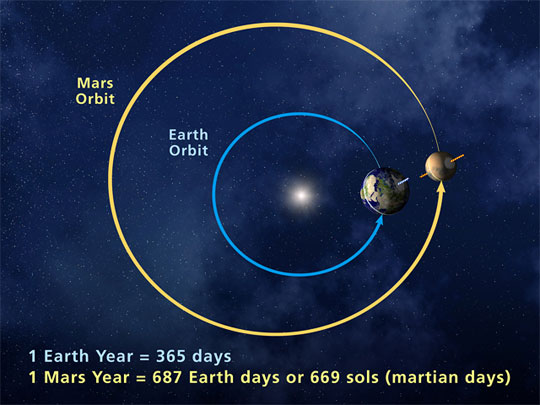 Mars
Orbit
Earth
Orbit
1 Earth Year = 365 days
1 Mars Year = 687 Earth days or 669 sols (martian days)